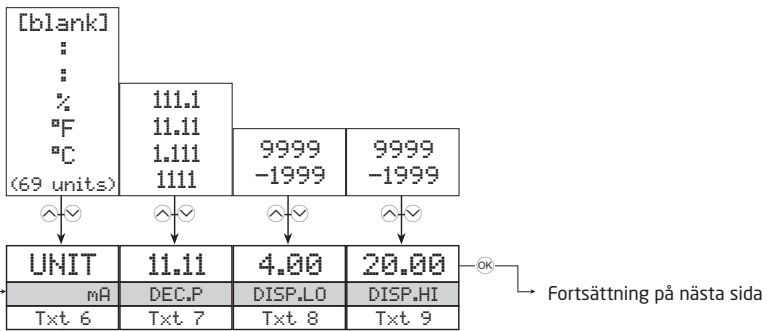 [blank]
:
:
%
°F
°C
(69 units)
111.1
11.11
1.111
1111
9999
-1999
9999
-1999
UNIT
mA
Txt 6
11.11
DEC.P
Txt 7
4.00
DISP.LO
Txt 8
20.00
DISP.HI
Txt 9
OK
Fortsättning på nästa sida